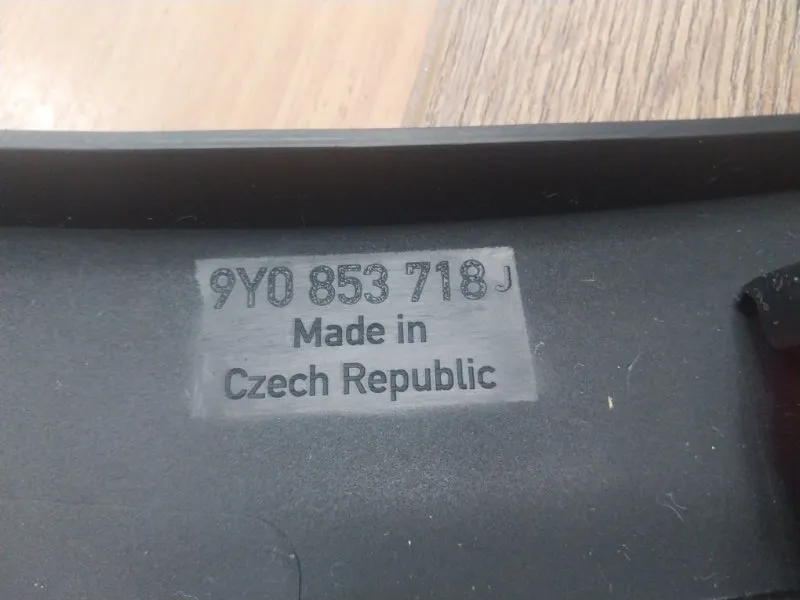 9Y0 853 718 J
Made in
Czech Republic